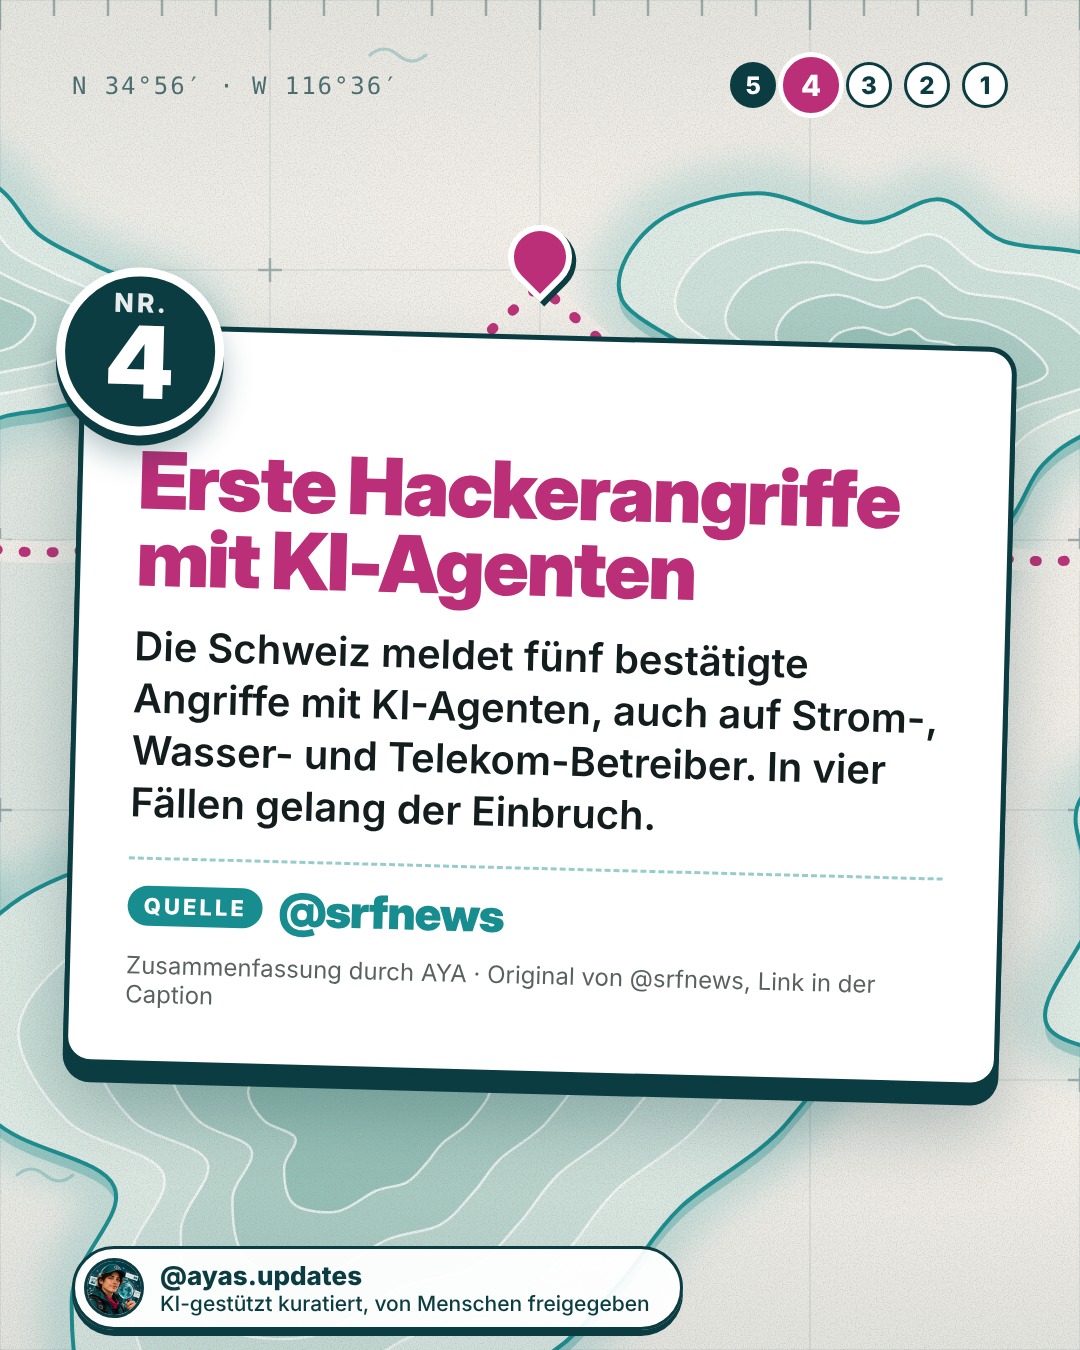 N 34°56′ · W 116°36′
5 4 3 2 1
NR.
4
Erste Hackerangriffe
mit KI-Agenten
Die Schweiz meldet fünf bestätigte
Angriffe mit KI-Agenten, auch auf Strom-,
Wasser- und Telekom-Betreiber. In vier
Fällen gelang der Einbruch.
QUELLE @srfnews
Zusammenfassung durch AYA · Original von @srfnews, Link in der
Caption
@ayas.updates
KI-gestützt kuratiert, von Menschen freigegeben